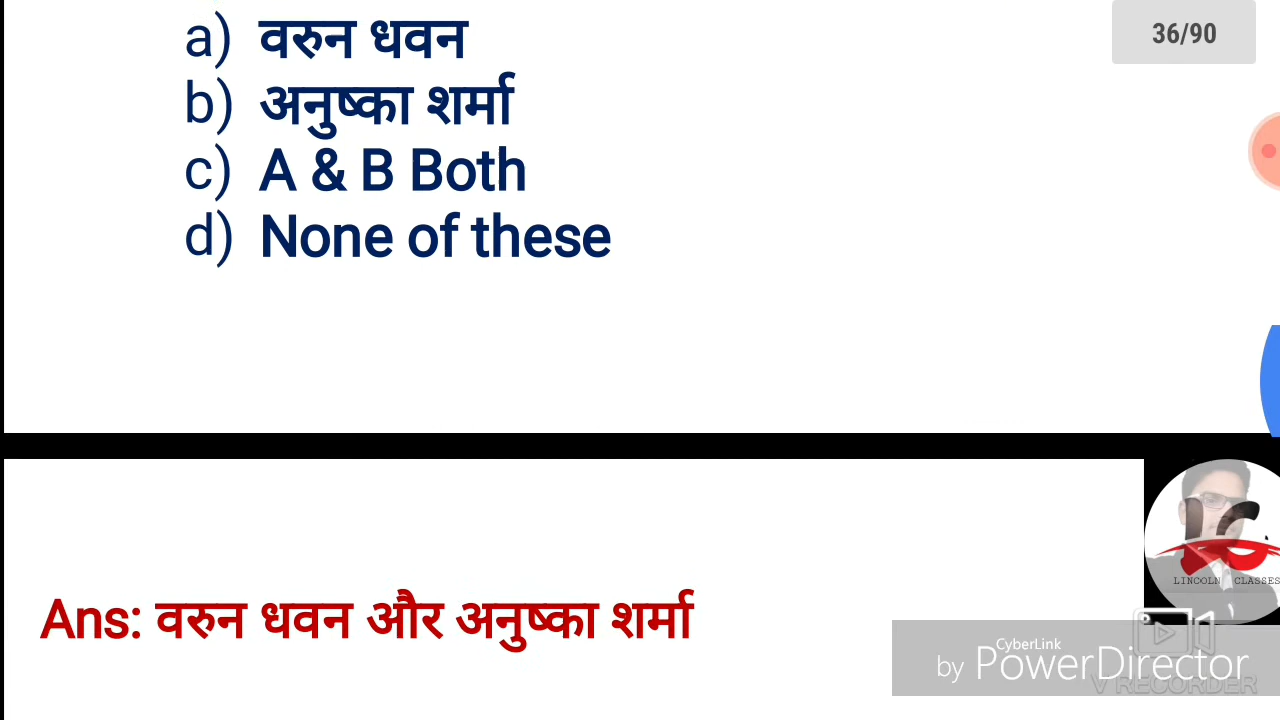 a) वरुन धवन
36/90
b) अनुष्का शर्मा
c) A & B Both
d) None of these
LINCOLN CLASSES
Ans: वरुन धवन और अनुष्का शर्मा
CyberLink
by PowerDirector
V RECORDER